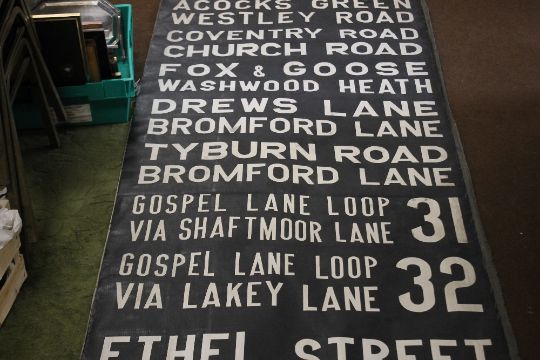 ACOCKS GREEN
WESTLEY ROAD
COVENTRY ROAD
CHURCH ROAD
FOX & GOOSE
WASHWOOD HEATH
DREWS LANE
BROMFORD LANE
TYBURN ROAD
BROMFORD LANE
GOSPEL LANE LOOP
VIA SHAFTMOOR LANE 31
GOSPEL LANE LOOP
VIA LAKEY LANE 32
ETHEL STREET